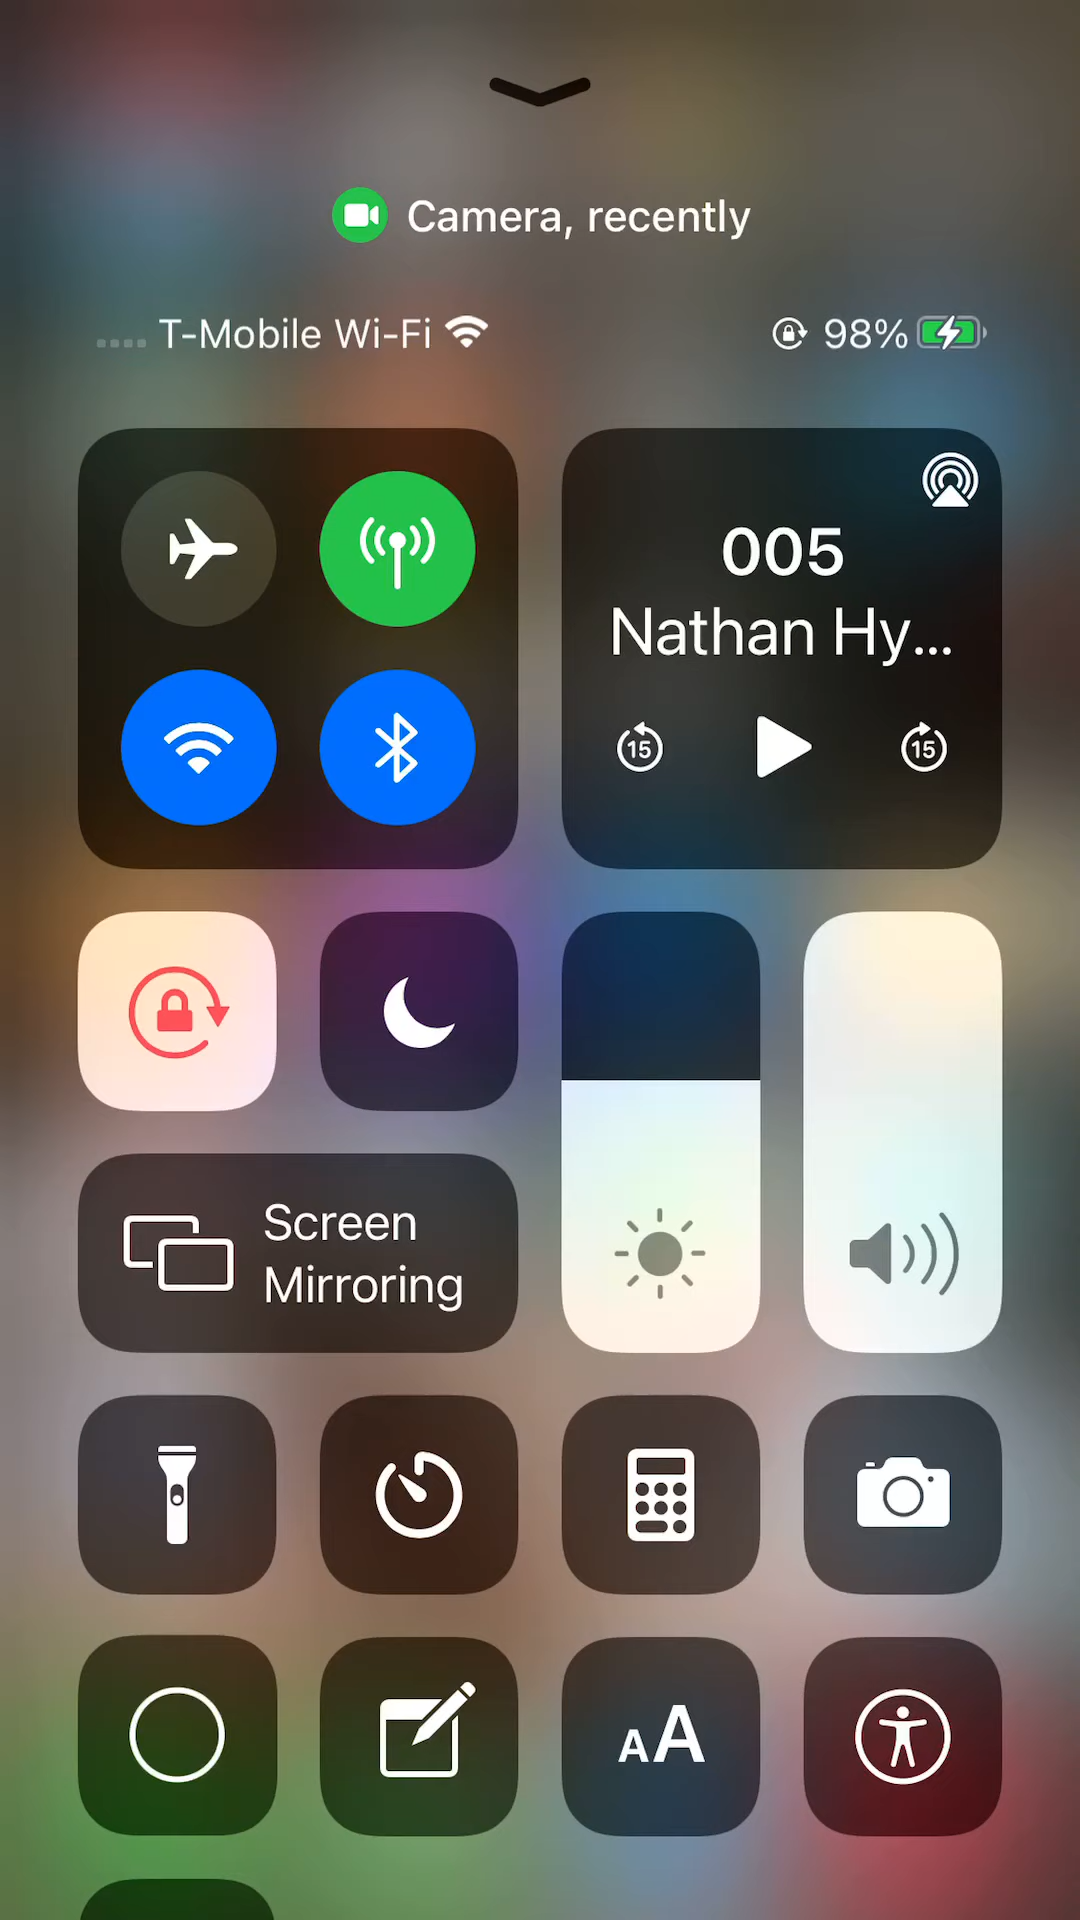 Camera, recently
T-Mobile Wi-Fi
98%
005
Nathan Hy...
15
15
Screen
Mirroring
AA